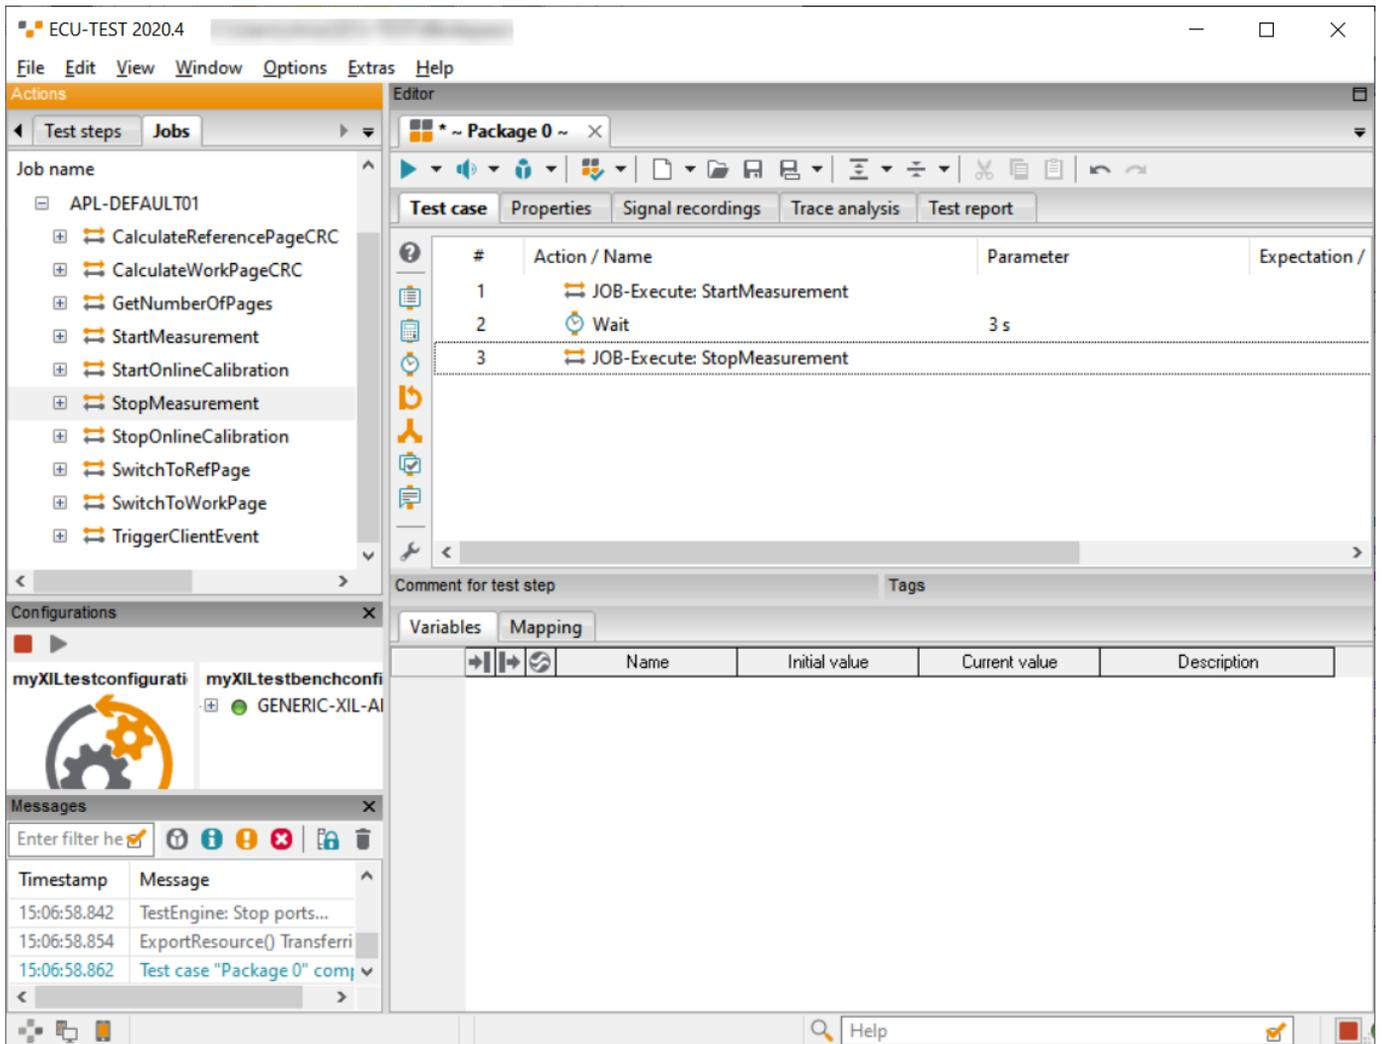 ECU-TEST 2020.4
File Edit View Window Options Extras Help
Actions
Test steps Jobs
Job name
APL-DEFAULT01
CalculateReferencePageCRC
CalculateWorkPageCRC
GetNumberOfPages
StartMeasurement
StartOnlineCalibration
StopMeasurement
StopOnlineCalibration
SwitchToRefPage
SwitchToWorkPage
TriggerClientEvent
Configurations
myXILtestconfigurati myXILtestbenchconfi
GENERIC-XIL-A
Messages
Enter filter he
Timestamp Message
15:06:58.842 TestEngine: Stop ports...
15:06:58.854 ExportResource() Transferri
15:06:58.862 Test case "Package 0" comp
Editor
* ~ Package 0 ~
Test case Properties Signal recordings Trace analysis Test report
# Action / Name Parameter Expectation /
1 JOB-Execute: StartMeasurement
2 Wait 3 s
3 JOB-Execute: StopMeasurement
Comment for test step Tags
Variables Mapping
Name Initial value Current value Description
Help